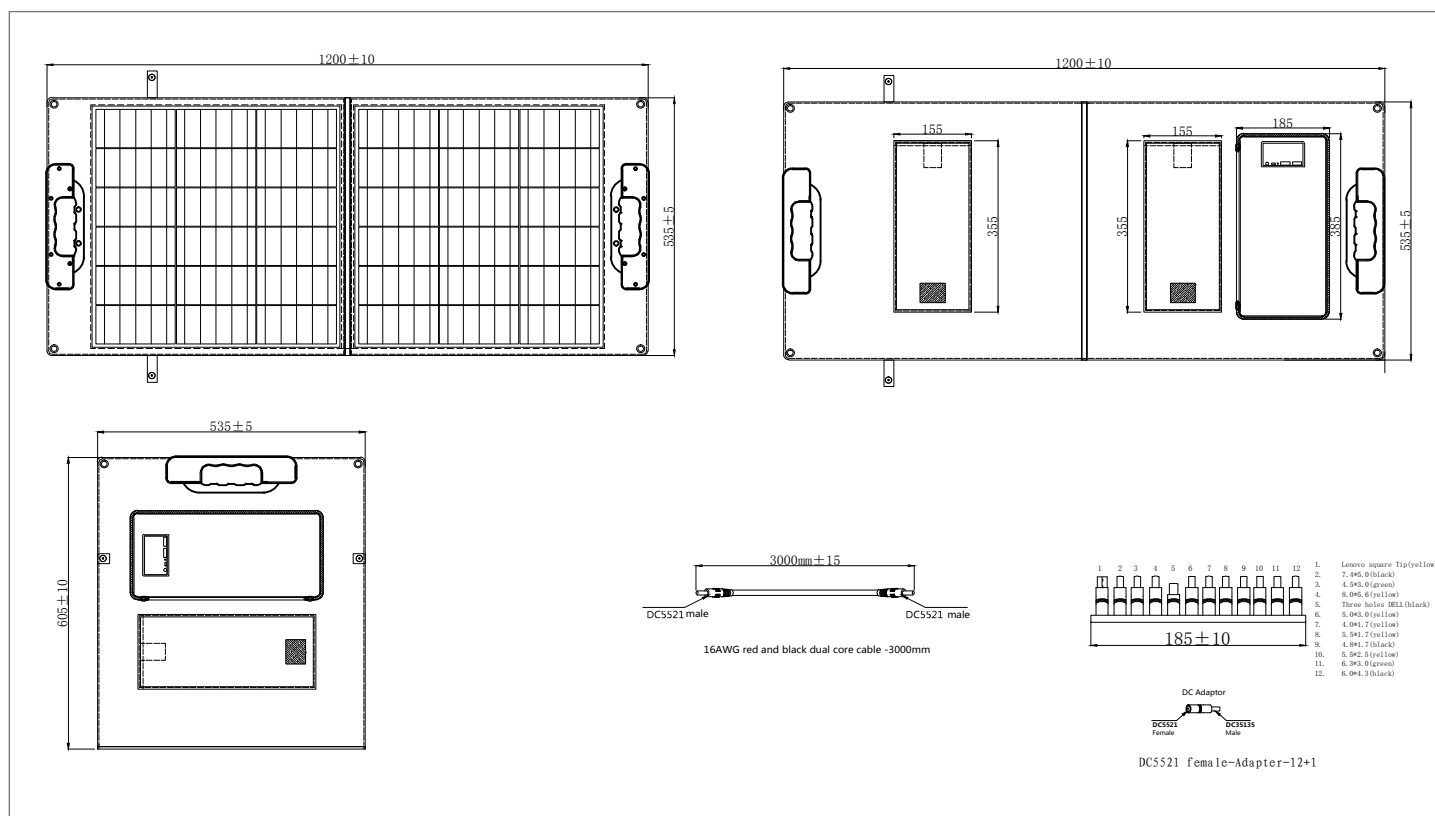 1200±10
535±5
1200±10
155
155
185
355
355
385
535±5
535±5
605±10
3000mm±15
DC5521 male
DC5521 male
16AWG red and black dual core cable -3000mm
1 2 3 4 5 6 7 8 9 10 11 12
185±10
1. Lenovo square Tip(yellow
2. 7.4*5.0(black)
3. 4.5*3.0(green)
4. 8.0*5.6(yellow)
5. Three holes DELL(black)
6. 5.0*3.0(yellow)
7. 4.0*1.7(yellow)
8. 5.5*1.7(yellow)
9. 4.8*1.7(black)
10. 5.5*2.5(yellow)
11. 6.3*3.0(green)
12. 6.0*4.3(black)
DC Adaptor
DC5521
Female
DC3513S
Male
DC5521 female-Adapter-12+1